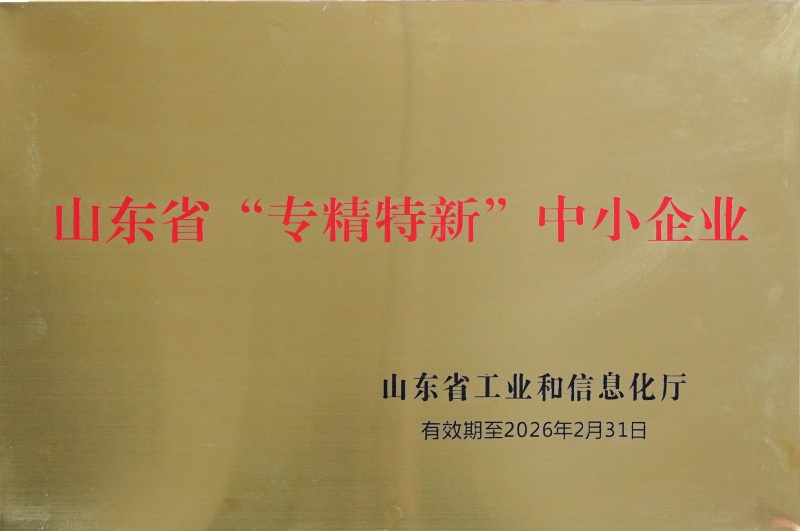 山东省“专精特新”中小企业
山东省工业和信息化厅
有效期至2026年2月31日